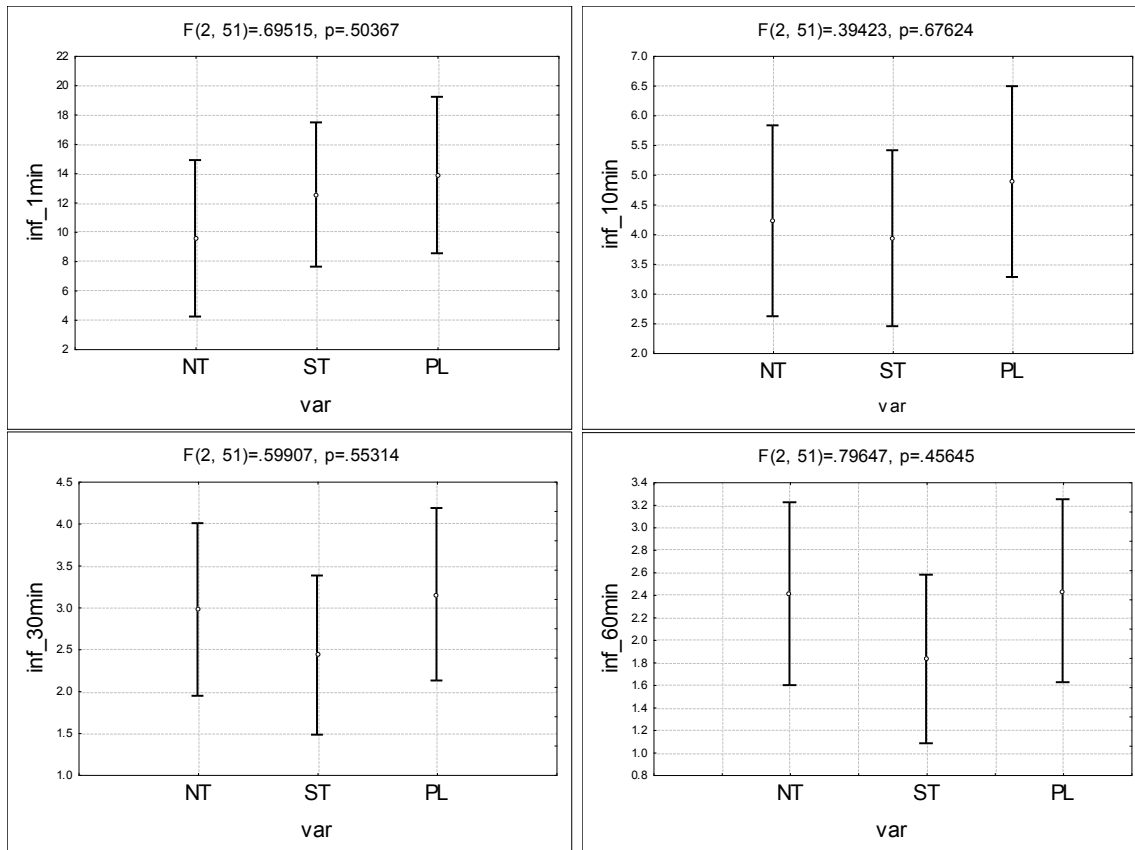 F(2, 51)=.69515, p=.50367
22
20
18
16
14
12
10
8
6
4
2
inf_1min
NT ST PL
var
F(2, 51)=.39423, p=.67624
7.0
6.5
6.0
5.5
5.0
4.5
4.0
3.5
3.0
2.5
2.0
inf_10min
NT ST PL
var
F(2, 51)=.59907, p=.55314
4.5
4.0
3.5
3.0
2.5
2.0
1.5
1.0
inf_30min
NT ST PL
var
F(2, 51)=.79647, p=.45645
3.4
3.2
3.0
2.8
2.6
2.4
2.2
2.0
1.8
1.6
1.4
1.2
1.0
0.8
inf_60min
NT ST PL
var